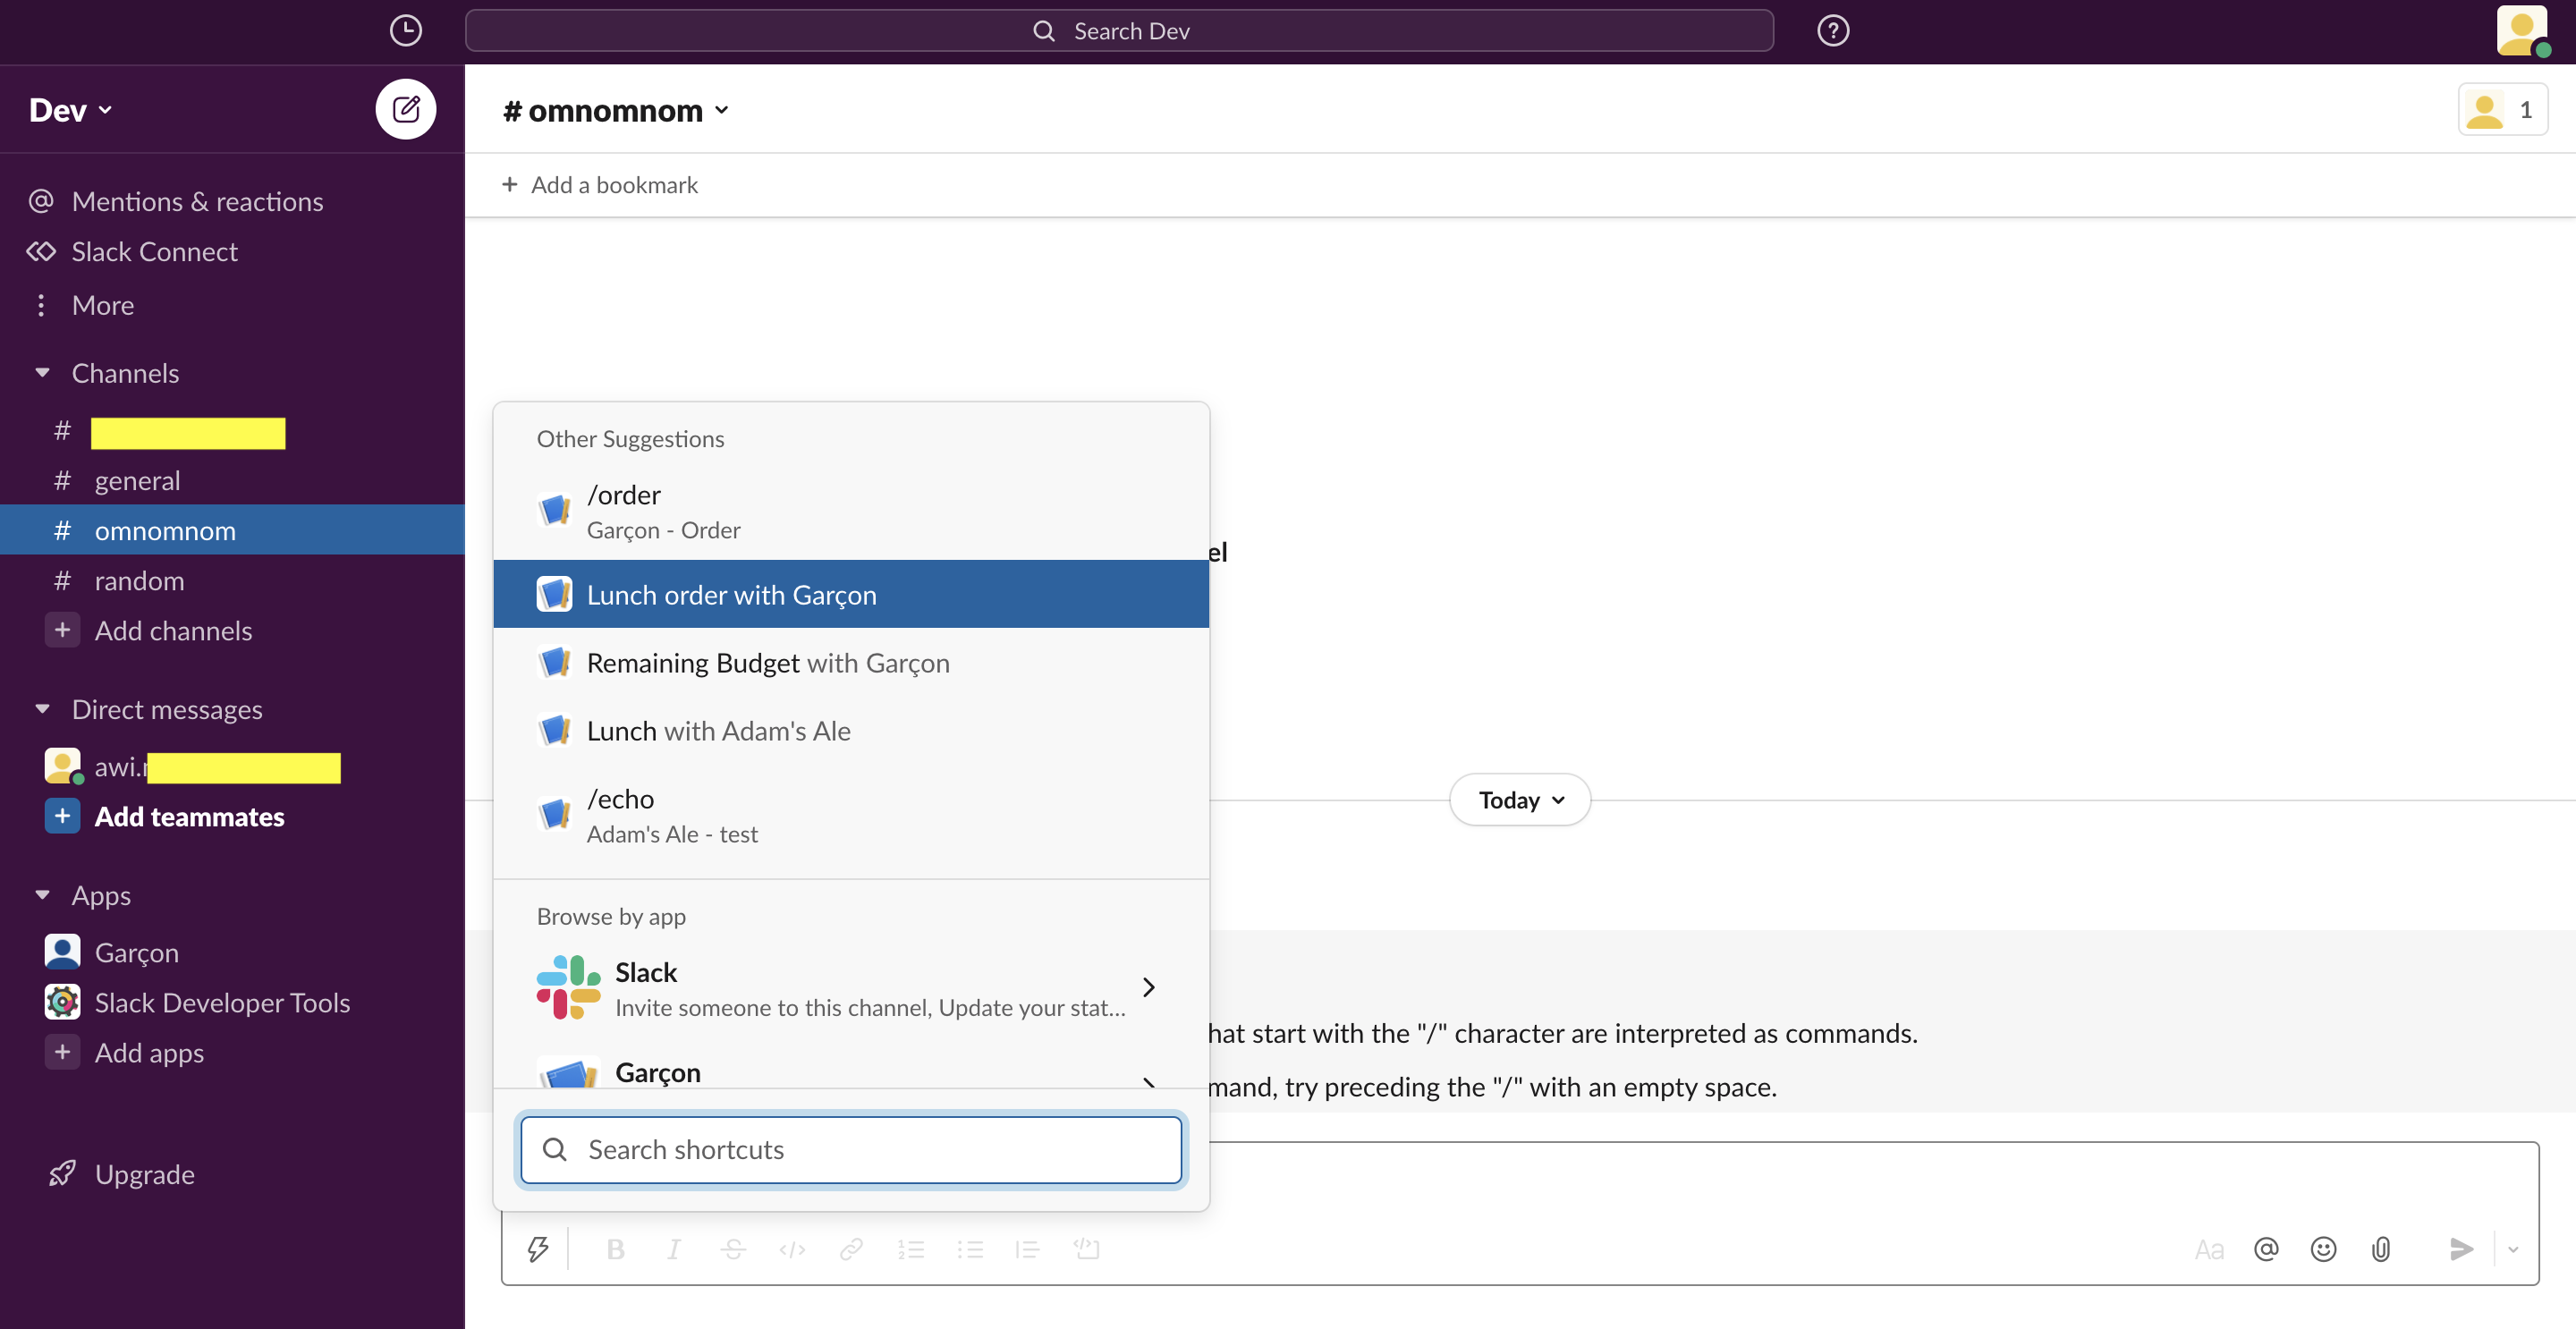 Search Dev
Dev
Mentions & reactions
Slack Connect
More
Channels
#
# general
# omnomnom
# random
+ Add channels
Direct messages
awi.
+ Add teammates
Apps
Garçon
Slack Developer Tools
+ Add apps
Upgrade
# omnomnom
1
+ Add a bookmark
Other Suggestions
/order
Garçon - Order
Lunch order with Garçon
Remaining Budget with Garçon
Lunch with Adam's Ale
/echo
Adam's Ale - test
Browse by app
Slack
Invite someone to this channel, Update your stat...
Garçon
Search shortcuts
el
Today
hat start with the "/" character are interpreted as commands.
mand, try preceding the "/" with an empty space.
Aa